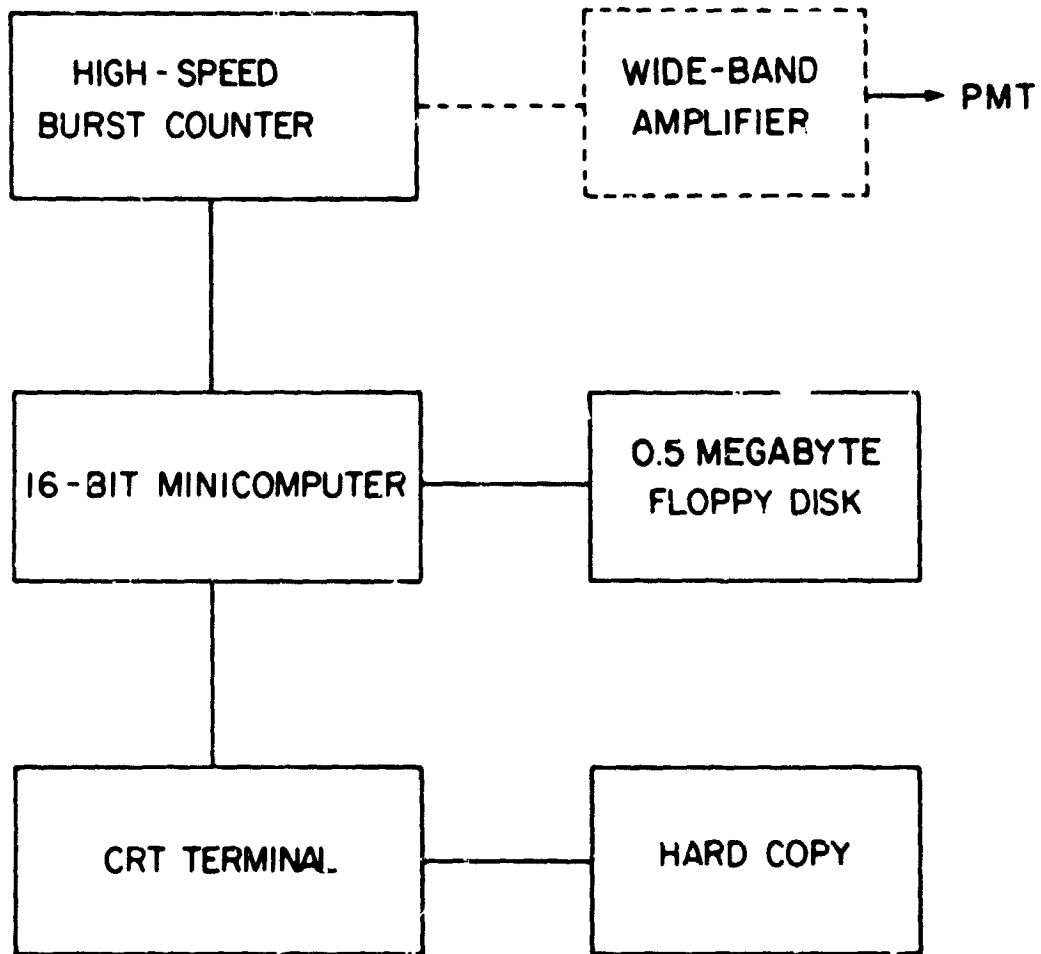 HIGH-SPEED
BURST COUNTER
WIDE-BAND
AMPLIFIER
PMT
16-BIT MINICOMPUTER
0.5 MEGABYTE
FLOPPY DISK
CRT TERMINAL
HARD COPY